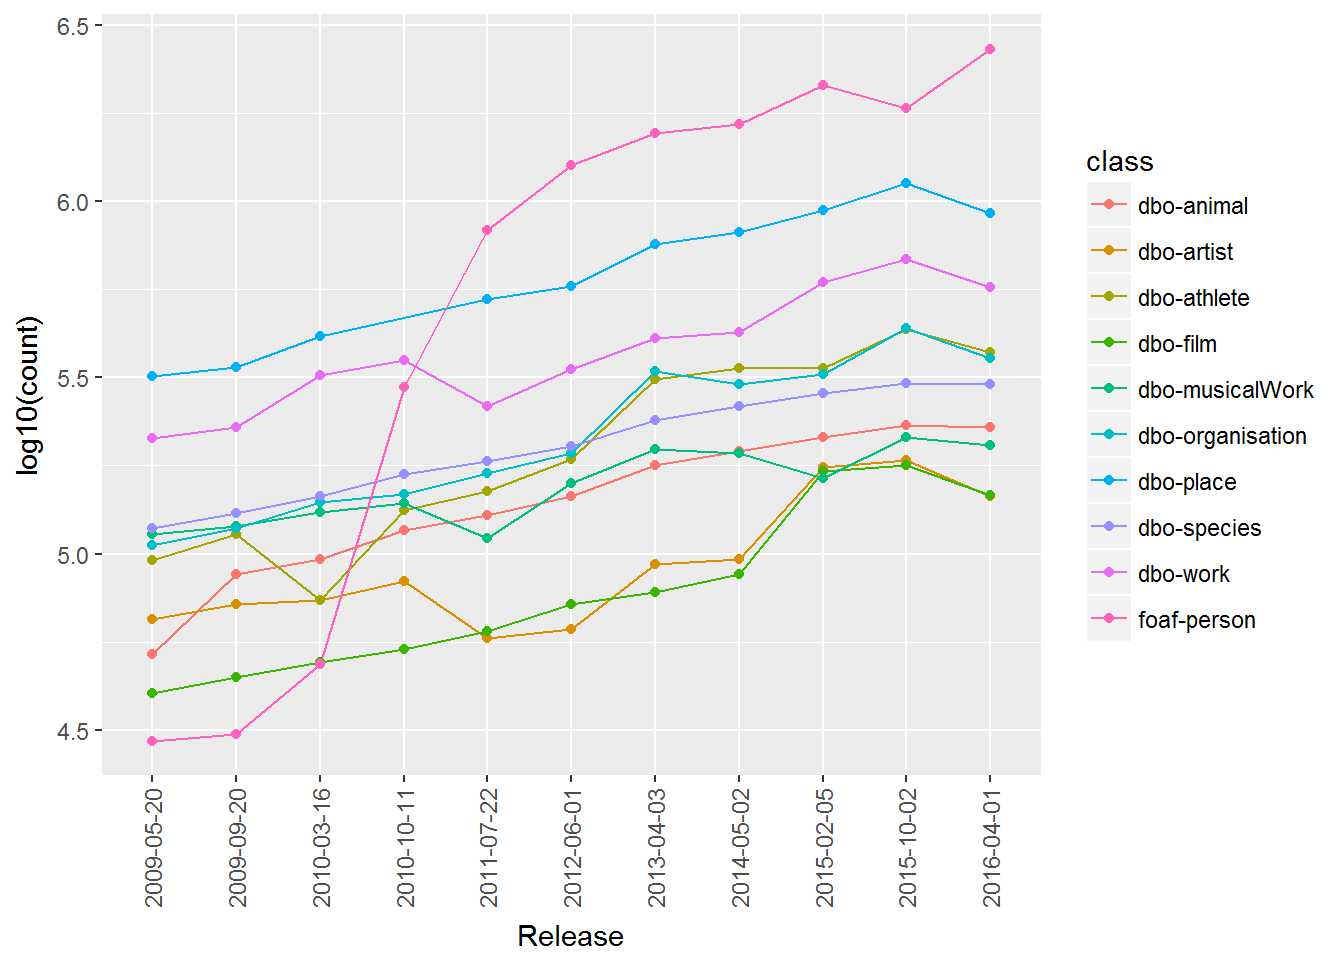 6.5
6.0
5.5
5.0
4.5
log10(count)
2009-05-20
2009-09-20
2010-03-16
2010-10-11
2011-07-22
2012-06-01
2013-04-03
2014-05-02
2015-02-05
2015-10-02
2016-04-01
Release
class
dbo-animal
dbo-artist
dbo-athlete
dbo-film
dbo-musicalWork
dbo-organisation
dbo-place
dbo-species
dbo-work
foaf-person